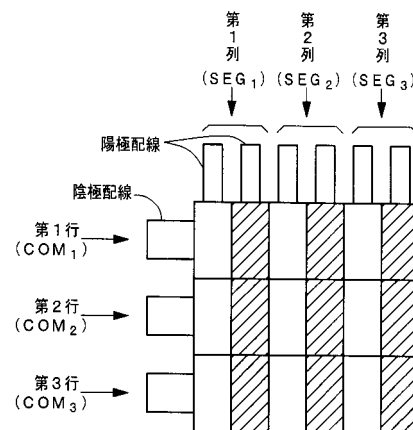 第1列
(SEG₁)
第2列
(SEG₂)
第3列
(SEG₃)
陽極配線
陰極配線
第1行
(COM₁)
第2行
(COM₂)
第3行
(COM₃)